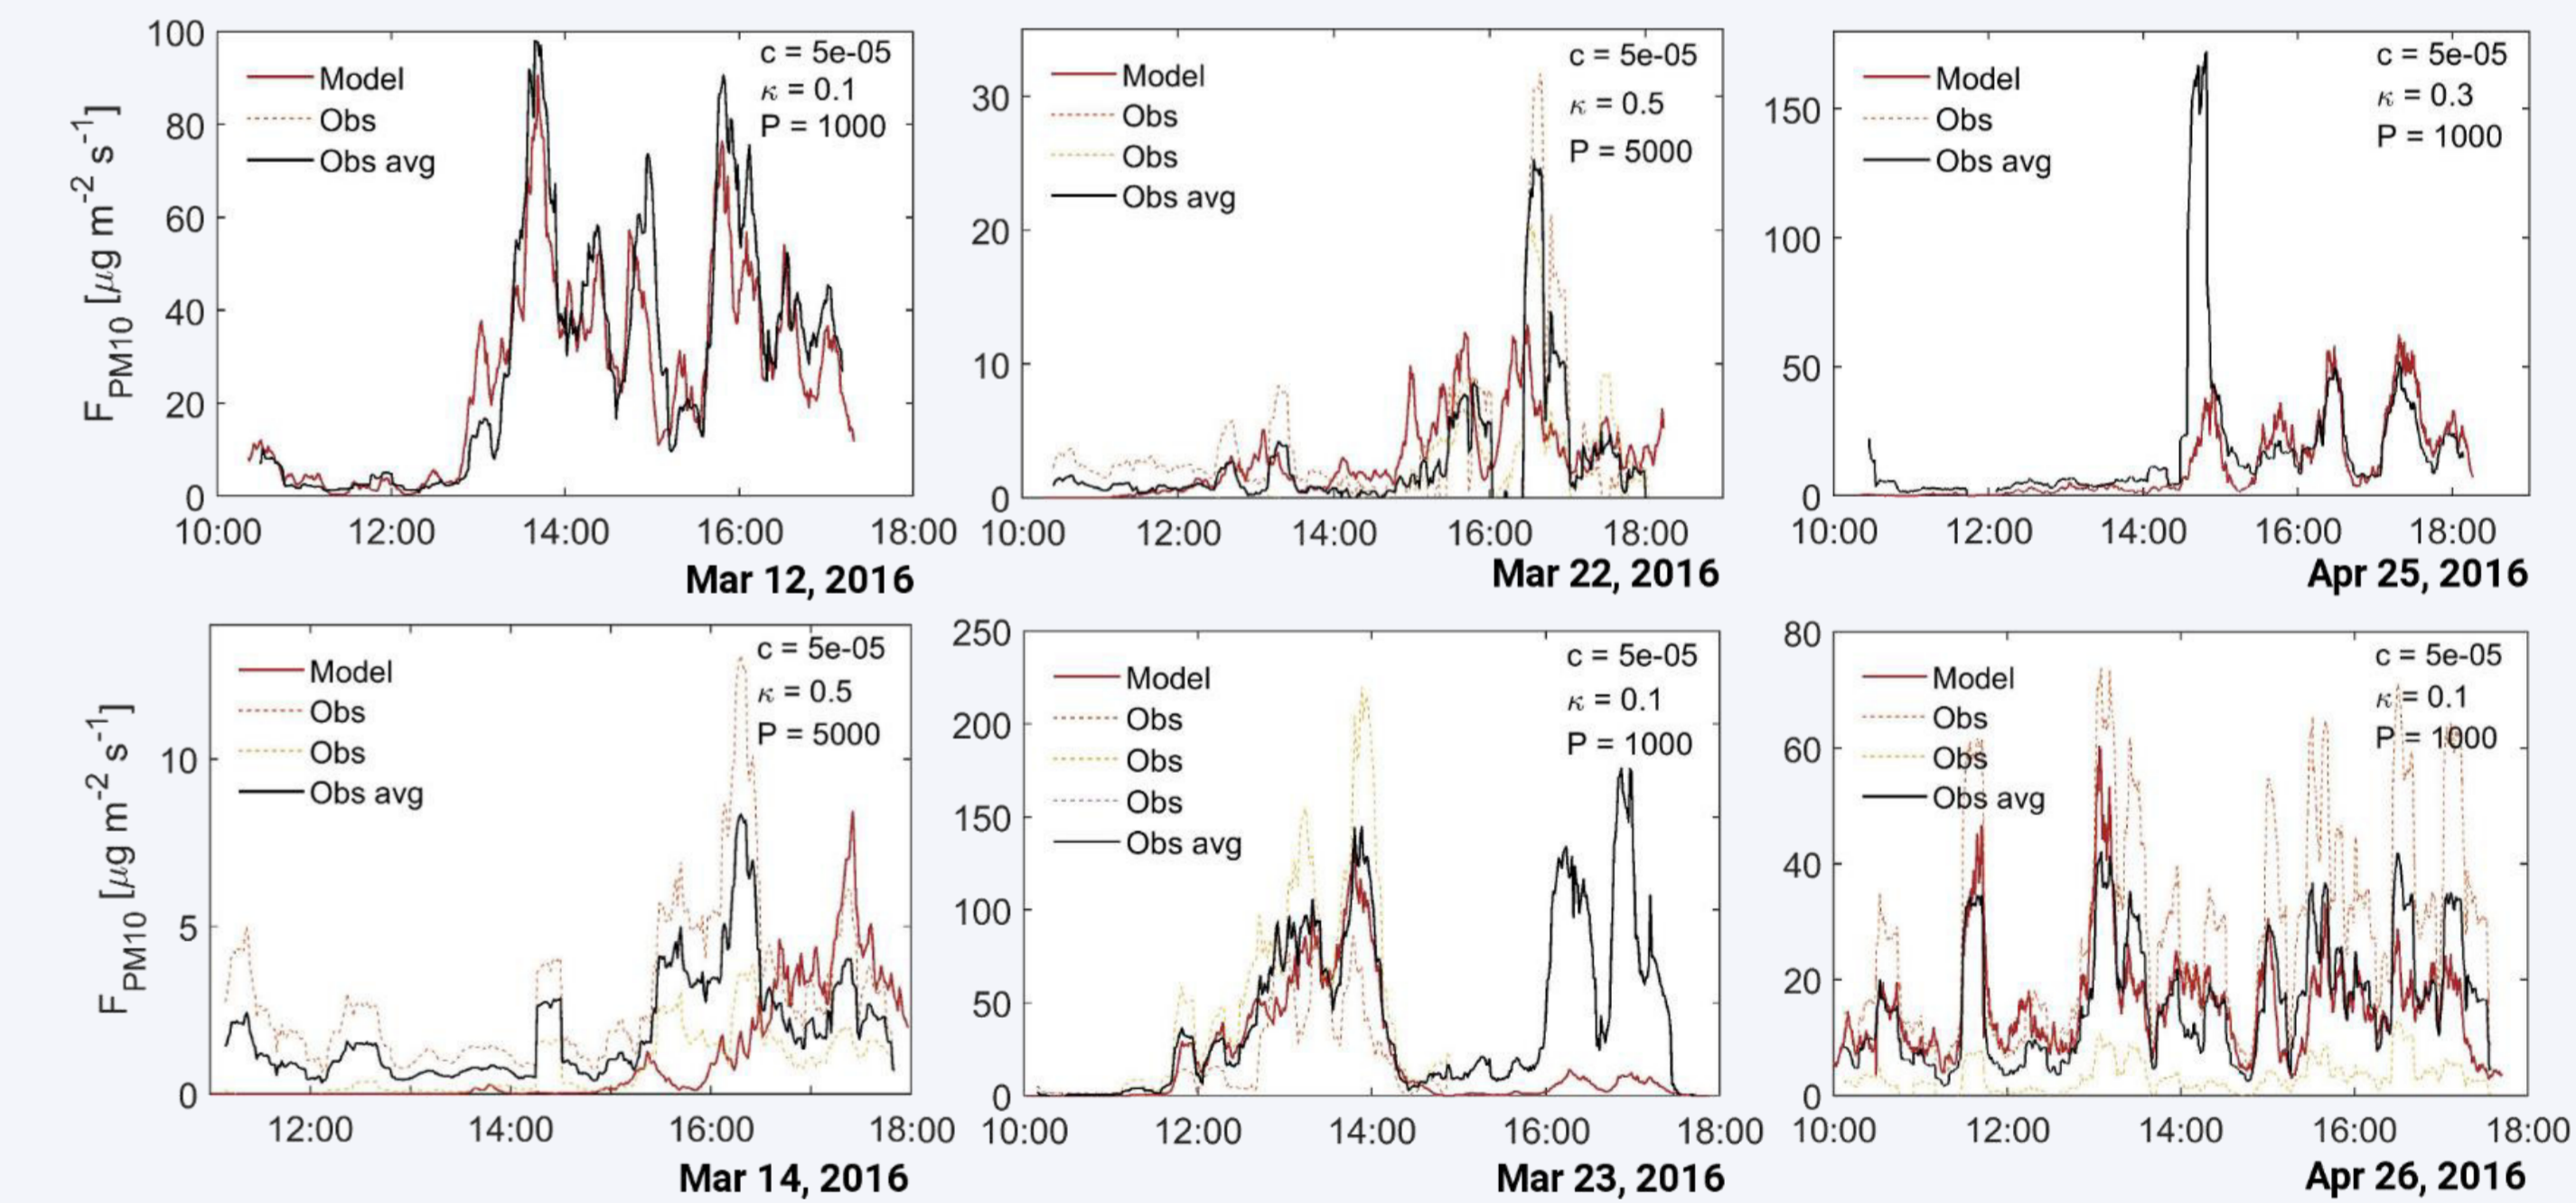 F_PM10 [μg m^-2 s^-1]
100
80
60
40
20
0
Model
Obs
Obs avg
c = 5e-05
κ = 0.1
P = 1000
10:00 12:00 14:00 16:00 18:00
Mar 12, 2016
30
20
10
0
Model
Obs
Obs
Obs avg
c = 5e-05
κ = 0.5
P = 5000
10:00 12:00 14:00 16:00 18:00
Mar 22, 2016
150
100
50
0
Model
Obs
Obs avg
c = 5e-05
κ = 0.3
P = 1000
10:00 12:00 14:00 16:00 18:00
Apr 25, 2016
F_PM10 [μg m^-2 s^-1]
10
5
0
Model
Obs
Obs
Obs avg
c = 5e-05
κ = 0.5
P = 5000
12:00 14:00 16:00 18:00
Mar 14, 2016
250
200
150
100
50
0
Model
Obs
Obs
Obs
Obs avg
c = 5e-05
κ = 0.1
P = 1000
10:00 12:00 14:00 16:00 18:00
Mar 23, 2016
80
60
40
20
0
Model
Obs
Obs
Obs avg
c = 5e-05
κ = 0.1
P = 1000
10:00 12:00 14:00 16:00 18:00
Apr 26, 2016